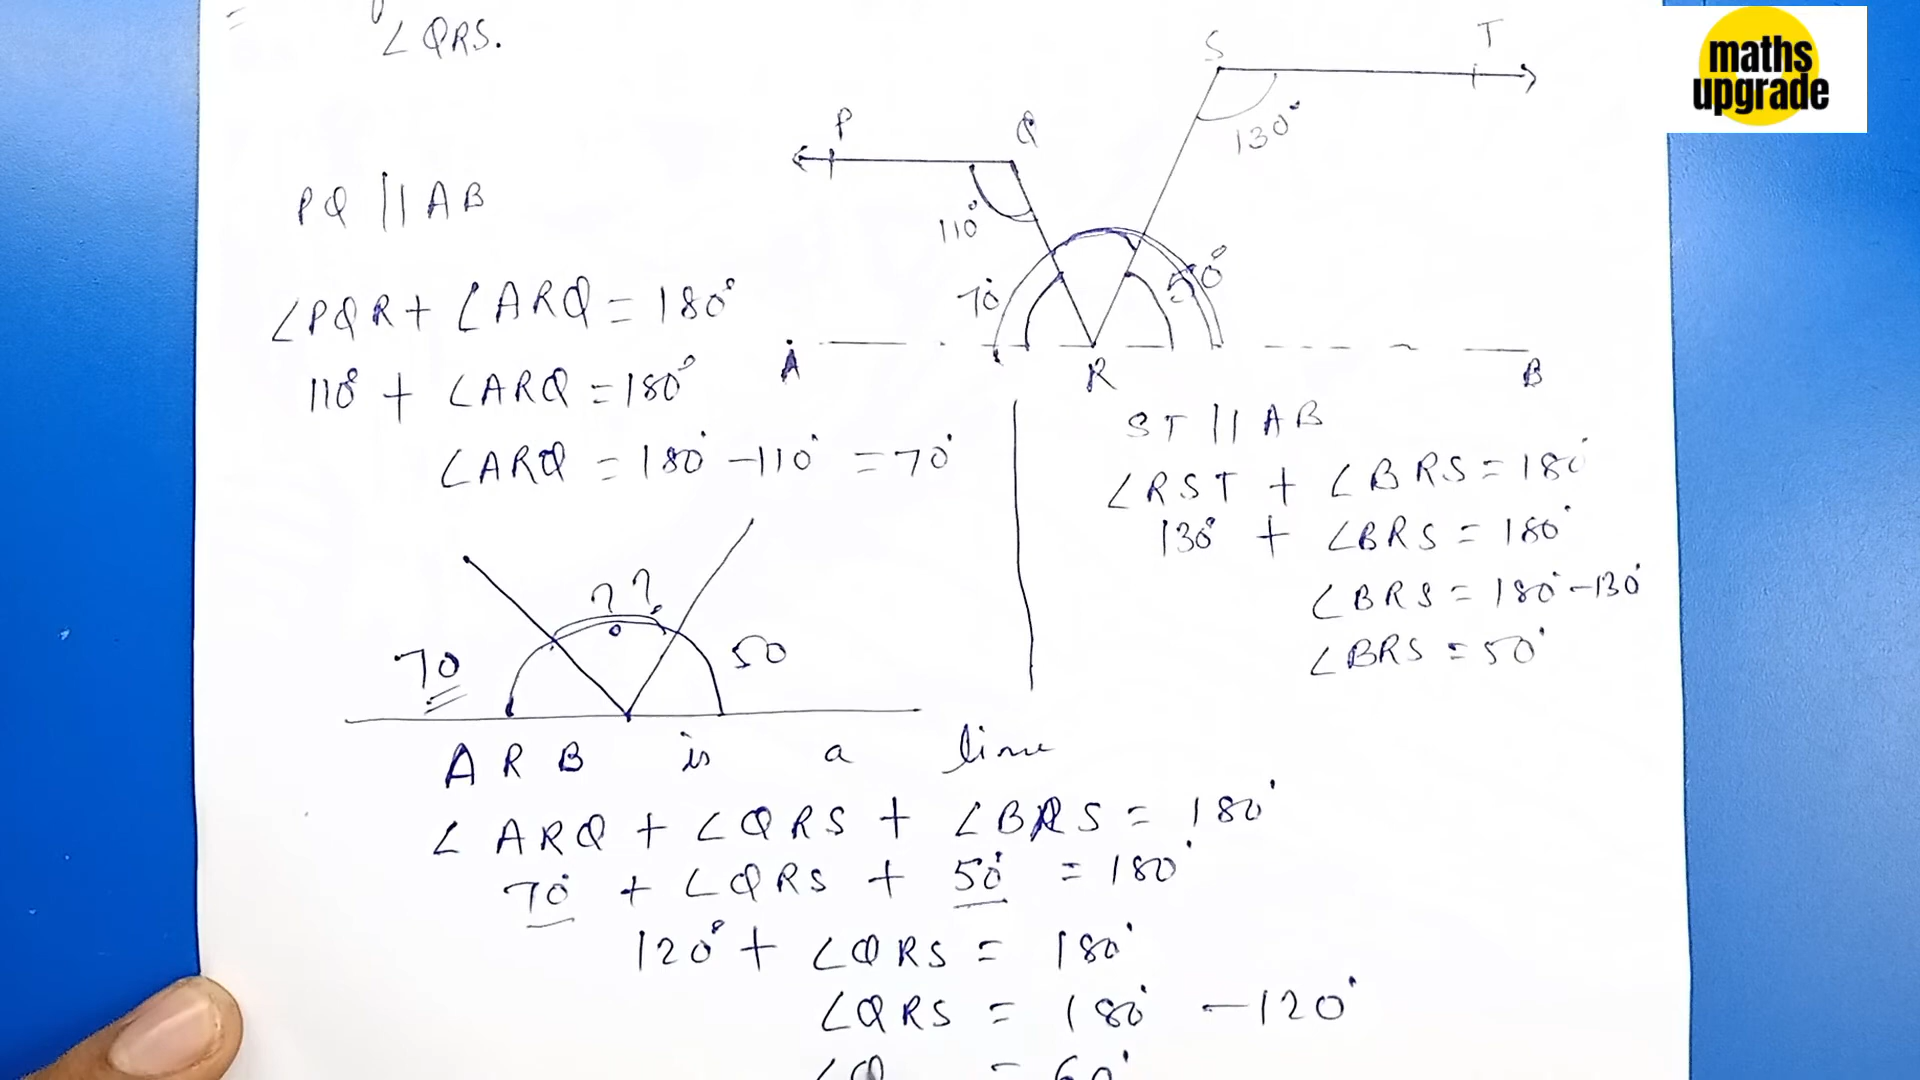 ∠QRS.
maths
upgrade
S
T
130°
P
Q
110°
70°
50°
A
R
B
PQ || AB
∠PQR + ∠ARQ = 180°
110° + ∠ARQ = 180°
∠ARQ = 180° - 110° = 70°
ST || AB
∠RST + ∠BRS = 180°
130° + ∠BRS = 180°
∠BRS = 180° - 130°
∠BRS = 50°
??
70
50
A R B is a line
∠ARQ + ∠QRS + ∠BRS = 180°
70° + ∠QRS + 50° = 180°
120° + ∠QRS = 180°
∠QRS = 180° - 120°
∠Q = 60°